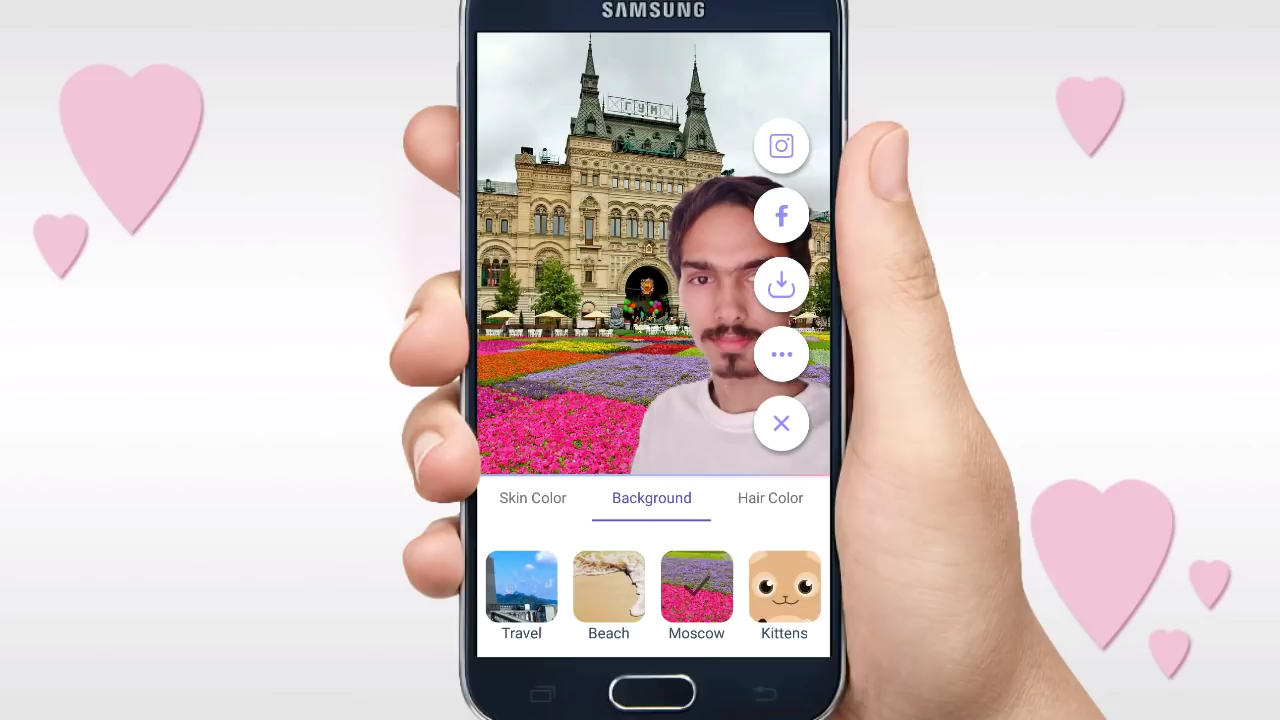 SAMSUNG
ГУМ
Skin Color
Background
Hair Color
Travel
Beach
Moscow
Kittens